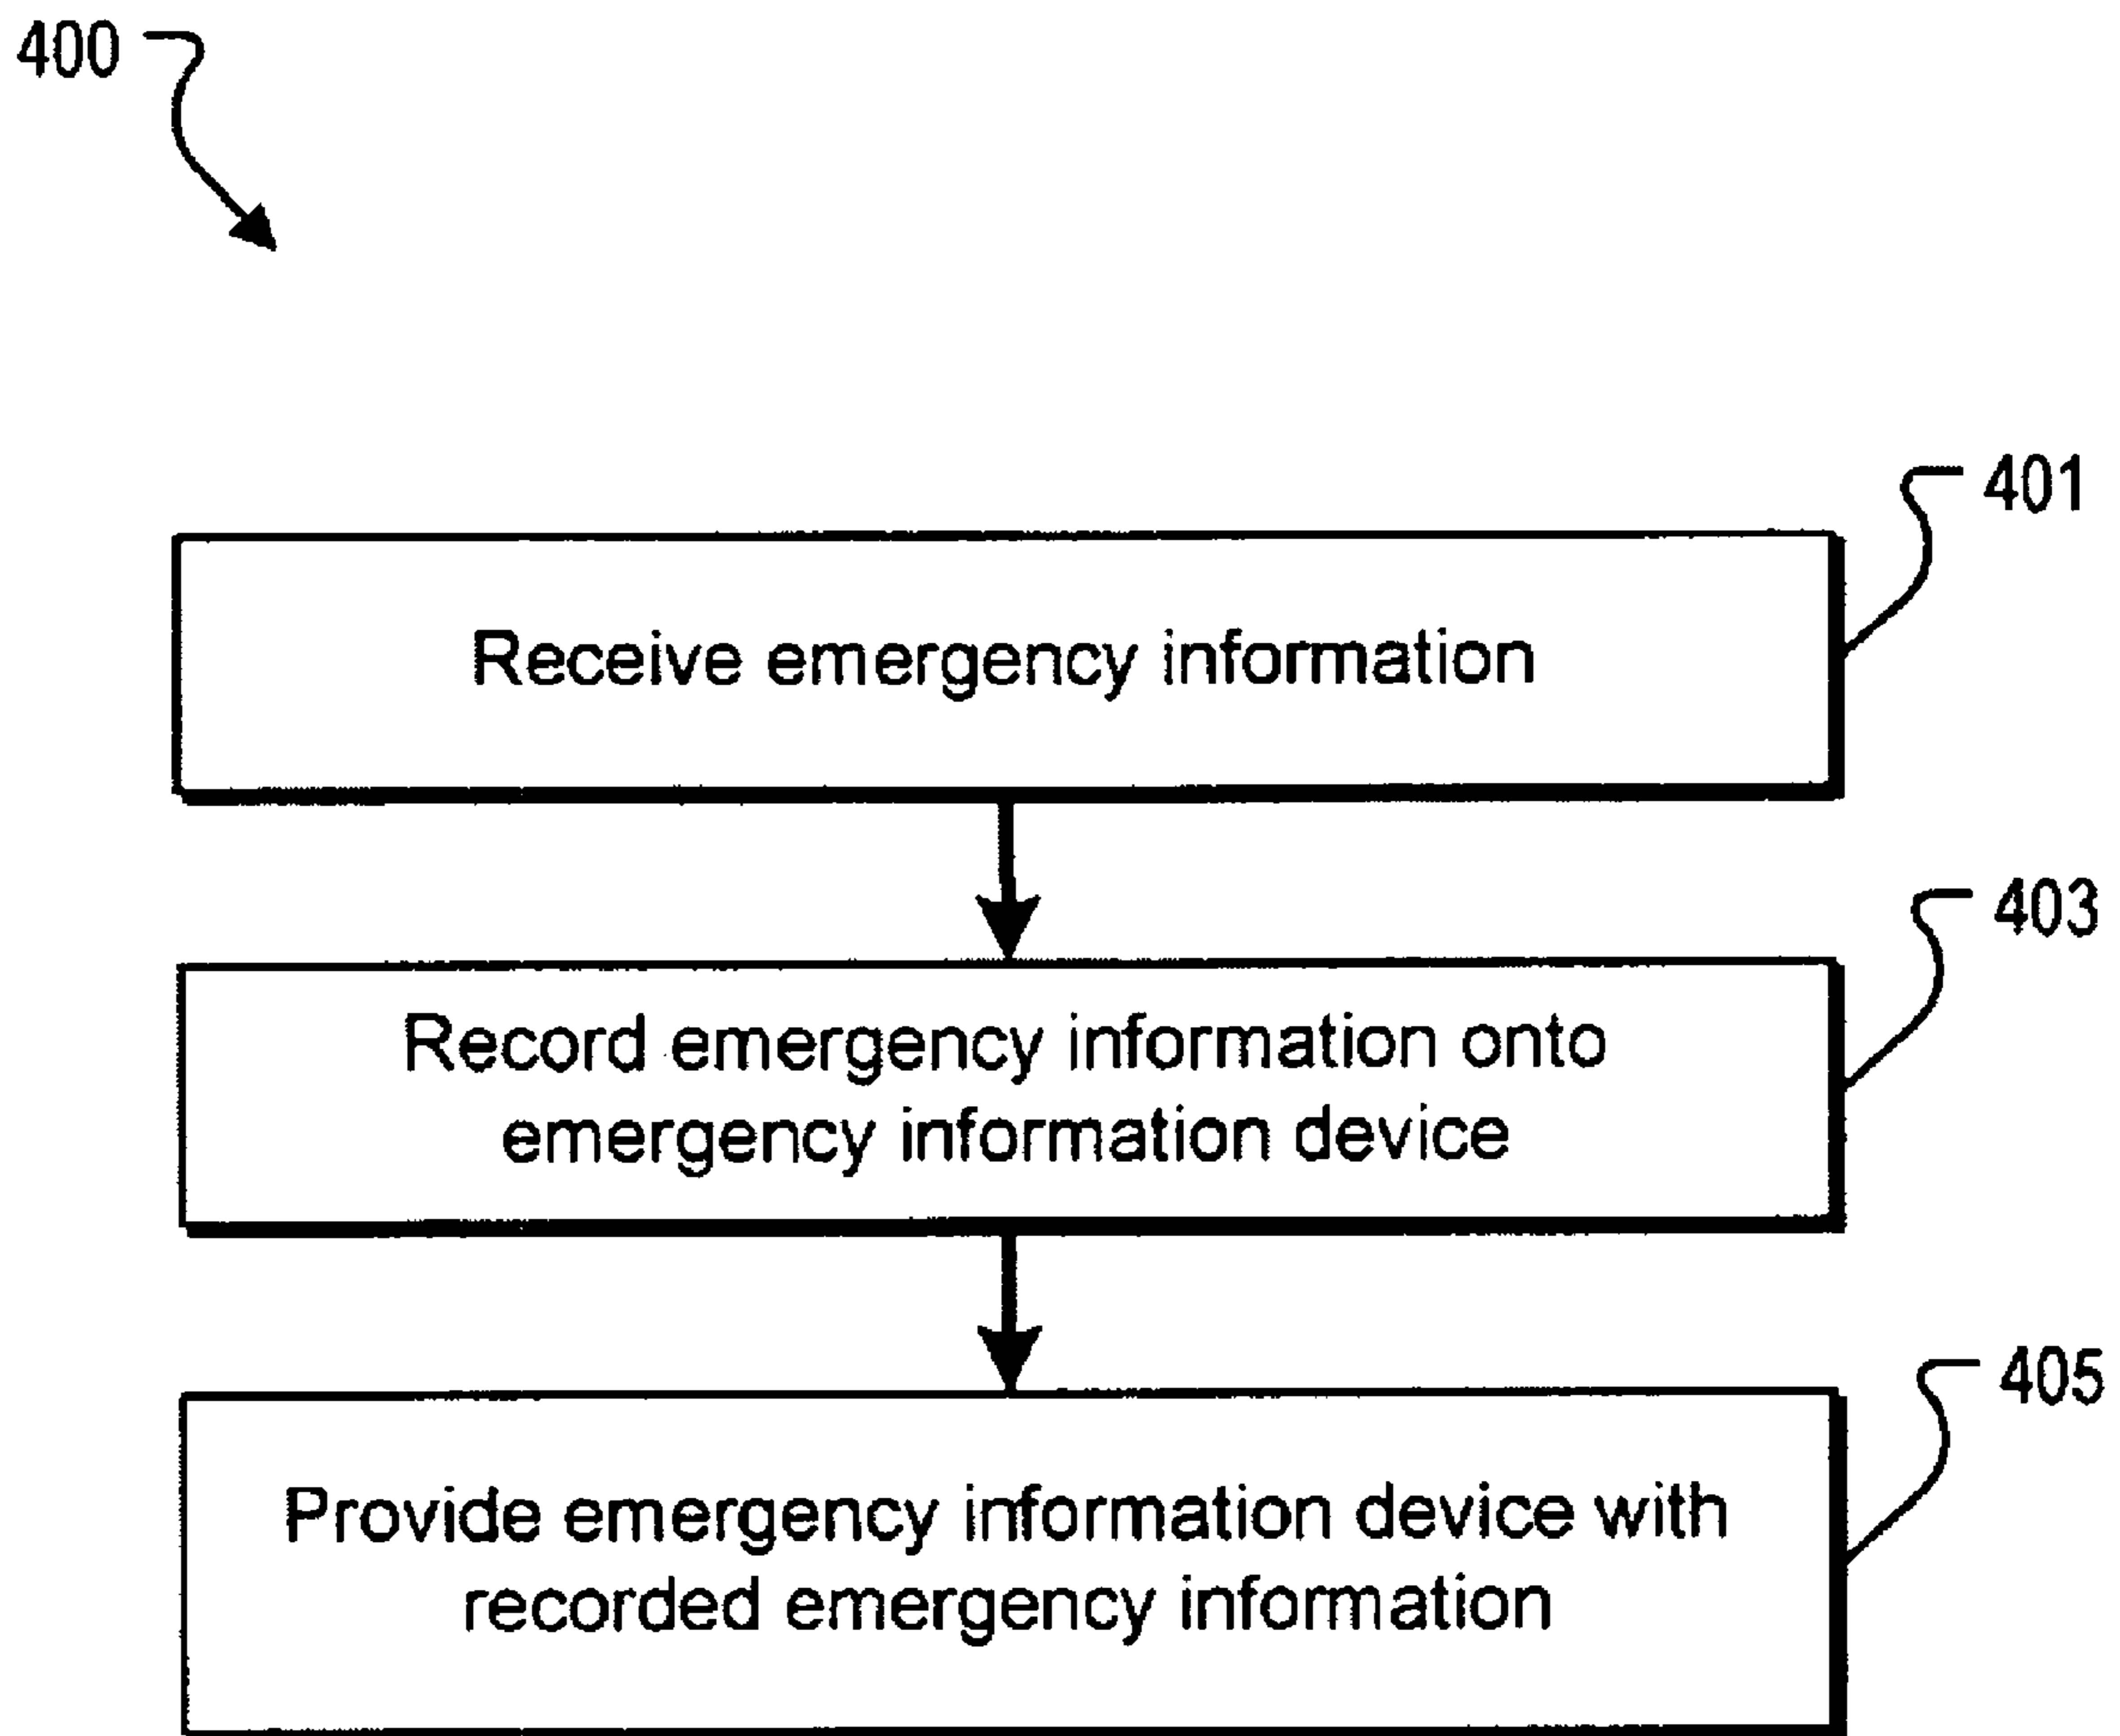 400
401
Receive emergency information
403
Record emergency information onto
emergency information device
405
Provide emergency information device with
recorded emergency information